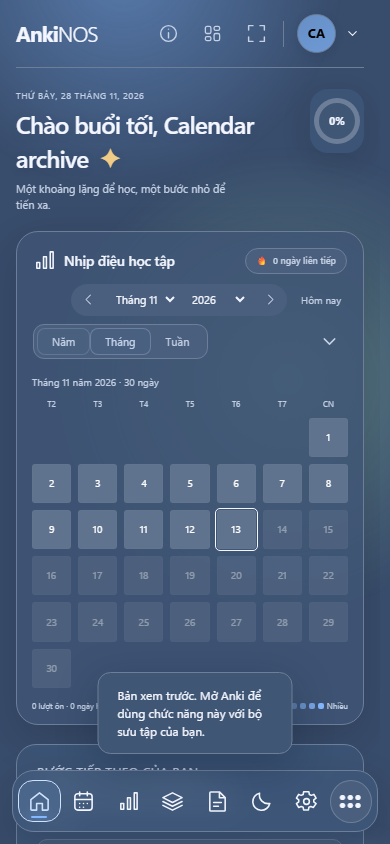 AnkiNOS
CA
THỨ BẢY, 28 THÁNG 11, 2026
Chào buổi tối, Calendar
archive
0%
Một khoảng lặng để học, một bước nhỏ để
tiến xa.
Nhịp điệu học tập
0 ngày liên tiếp
Tháng 11 2026 Hôm nay
Năm Tháng Tuần
Tháng 11 năm 2026 · 30 ngày
T2 T3 T4 T5 T6 T7 CN
1
2 3 4 5 6 7 8
9 10 11 12 13 14 15
16 17 18 19 20 21 22
23 24 25 26 27 28 29
30
Bản xem trước. Mở Anki để
dùng chức năng này với bộ
sưu tập của bạn.
0 lượt ôn · 0 ngày Nhiều
BƯỚC TIẾP THEO CỦA BẠN